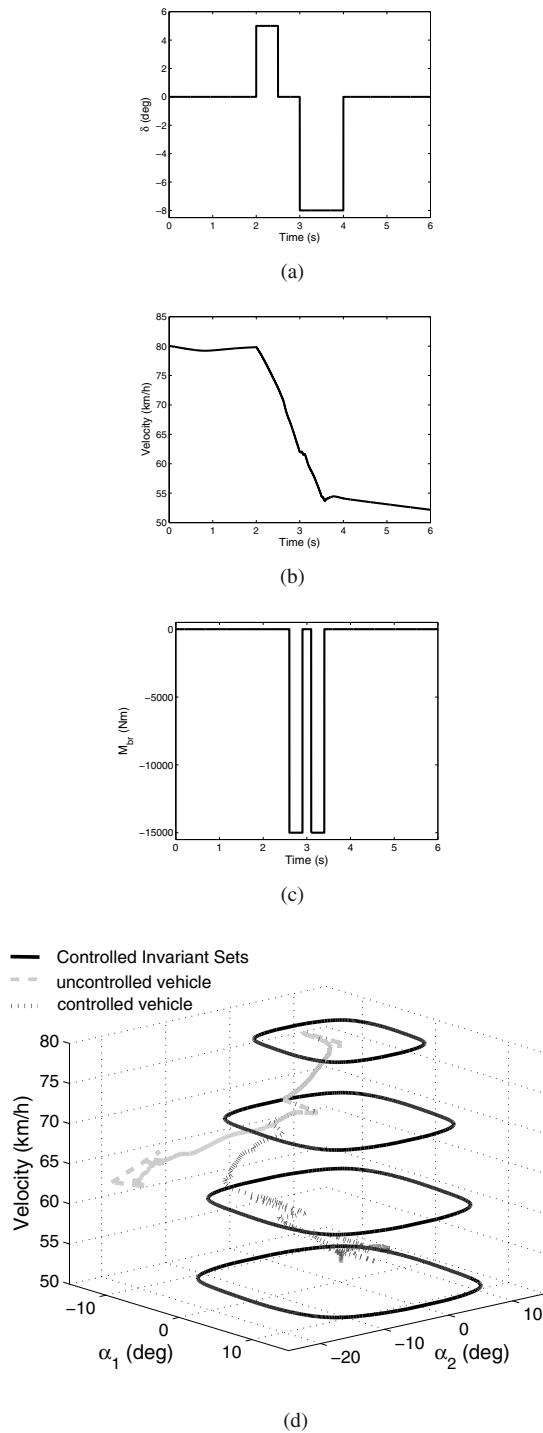 6
4
2
0
−2
−4
−6
−8
δ (deg)
0 1 2 3 4 5 6
Time (s)
(a)
85
80
75
70
65
60
55
50
Velocity (km/h)
0 1 2 3 4 5 6
Time (s)
(b)
0
−5000
−10000
−15000
M_br (Nm)
0 1 2 3 4 5 6
Time (s)
(c)
Controlled Invariant Sets
uncontrolled vehicle
controlled vehicle
80
75
70
65
60
55
50
Velocity (km/h)
−10 0 10
α_1 (deg)
−20 −10 0 10
α_2 (deg)
(d)